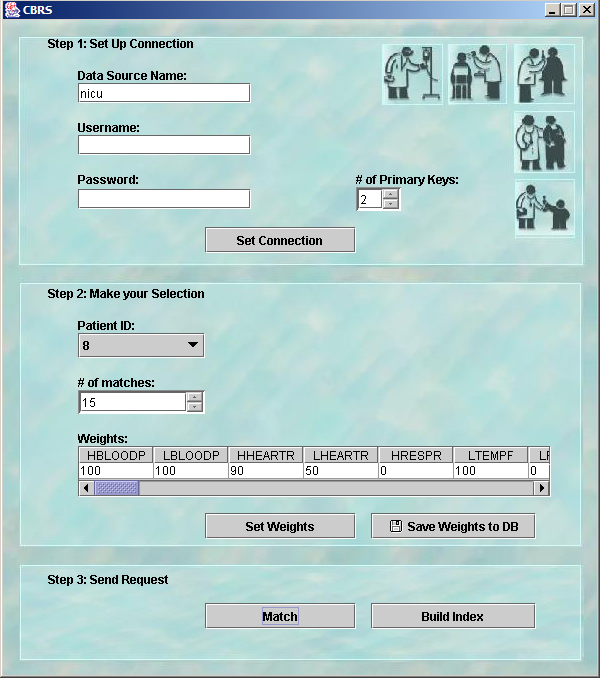 CBRS
Step 1: Set Up Connection
Data Source Name:
nicu
Username:
Password:
# of Primary Keys:
2
Set Connection
Step 2: Make your Selection
Patient ID:
8
# of matches:
15
Weights:
HBLOODP LBLOODP HHEARTR LHEARTR HRESPR LTEMPF
100 100 90 50 0 100 0
Set Weights Save Weights to DB
Step 3: Send Request
Match Build Index